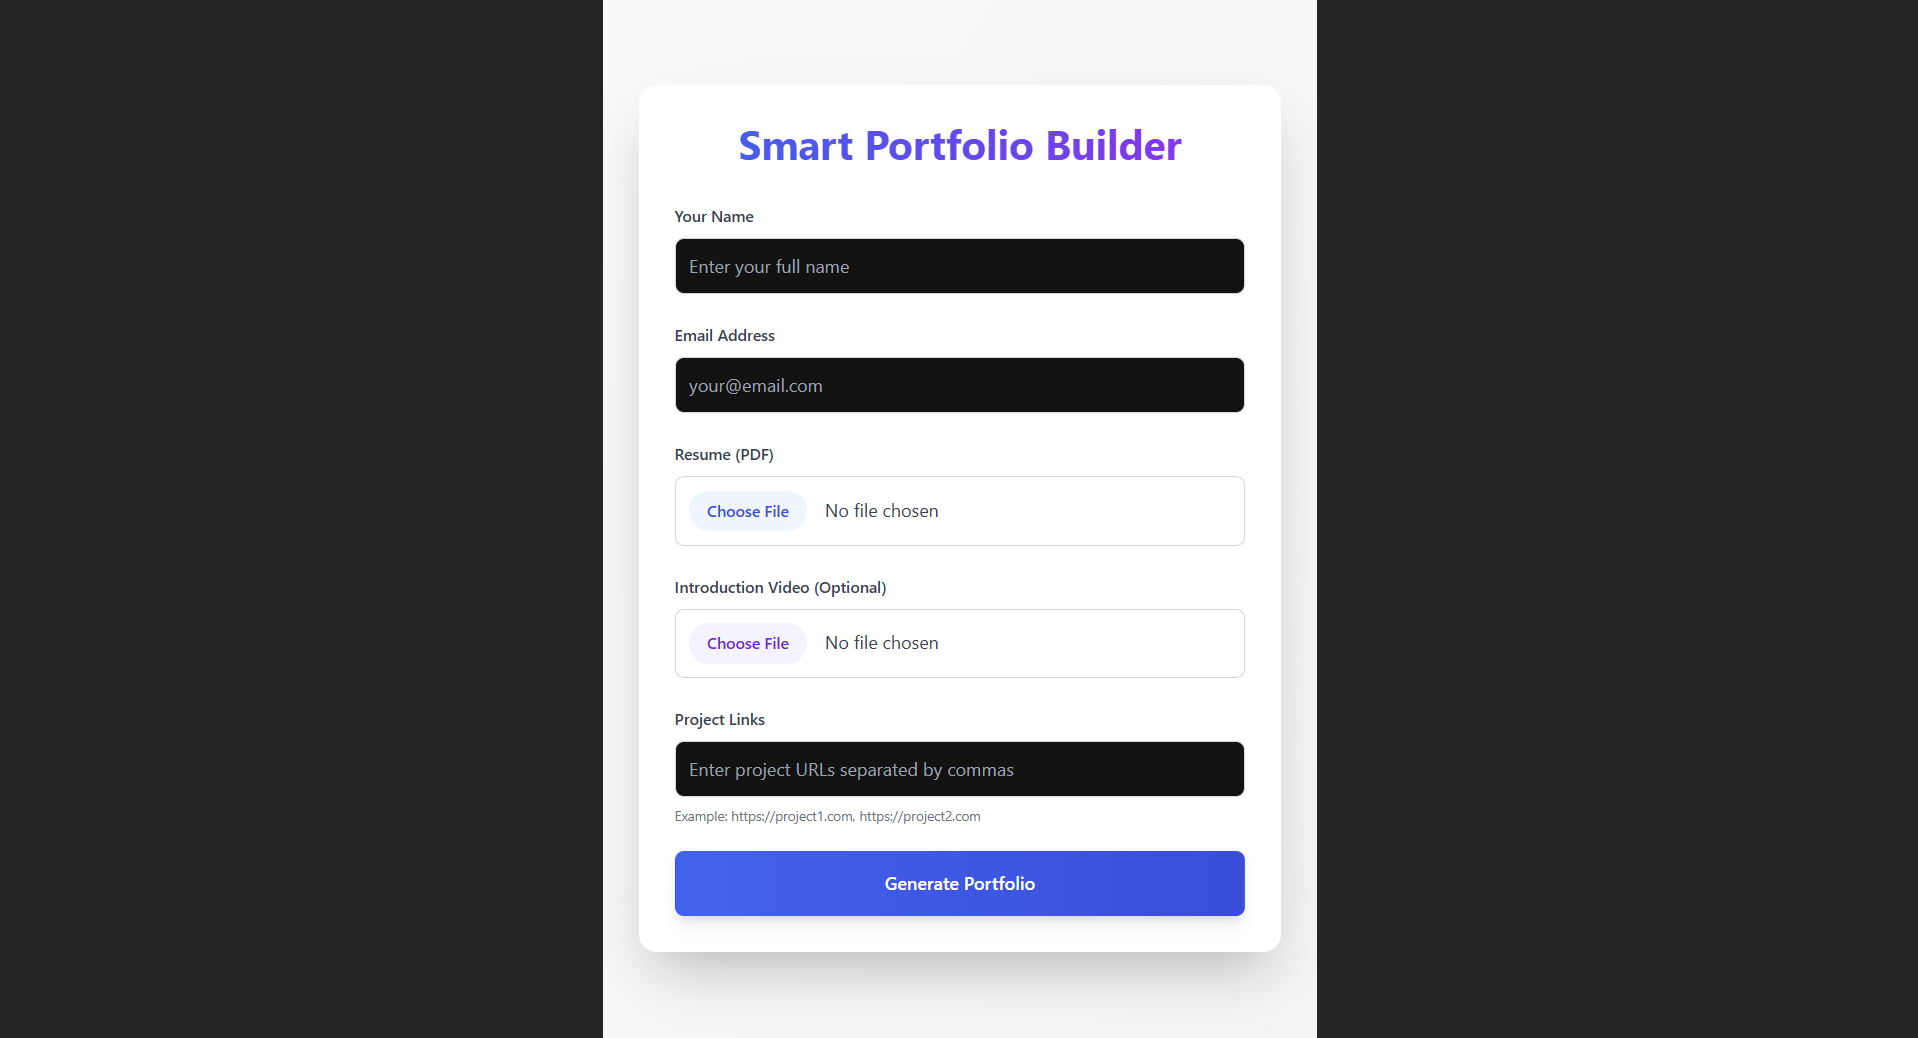 Smart Portfolio Builder
Your Name
Enter your full name
Email Address
your@email.com
Resume (PDF)
Choose File No file chosen
Introduction Video (Optional)
Choose File No file chosen
Project Links
Enter project URLs separated by commas
Example: https://project1.com, https://project2.com
Generate Portfolio